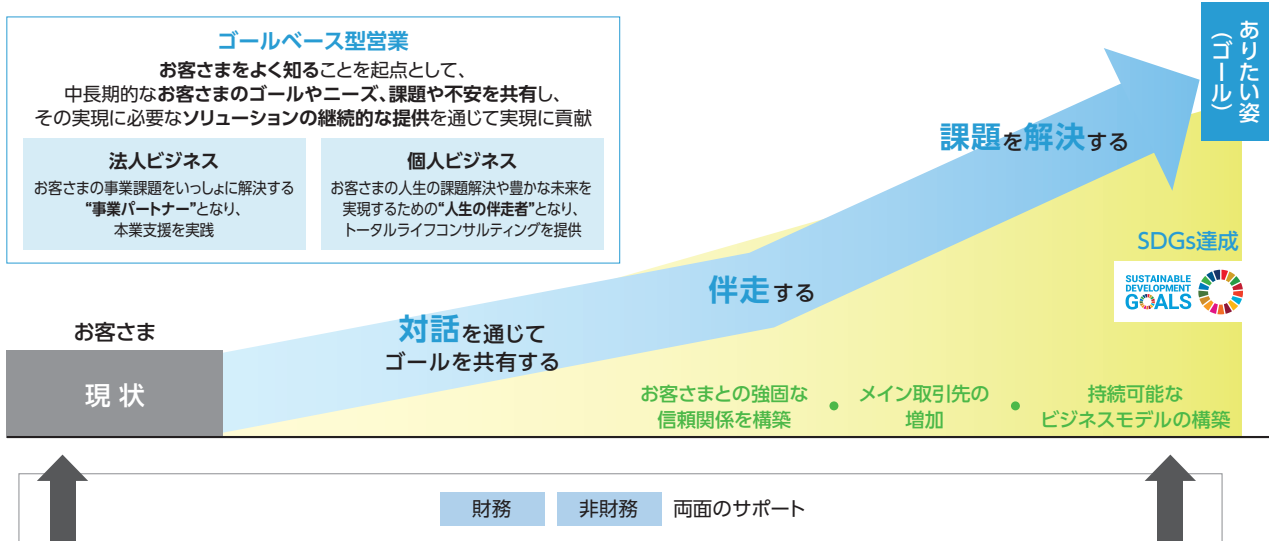 ゴールベース型営業
お客さまをよく知ることを起点として、
中長期的なお客さまのゴールやニーズ、課題や不安を共有し、
その実現に必要なソリューションの継続的な提供を通じて実現に貢献
法人ビジネス
お客さまの事業課題をいっしょに解決する
“事業パートナー”となり、
本業支援を実践
個人ビジネス
お客さまの人生の課題解決や豊かな未来を
実現するための“人生の伴走者”となり、
トータルライフコンサルティングを提供
ありたい姿
（ゴール）
課題を解決する
SDGs達成
SUSTAINABLE
DEVELOPMENT
GOALS
伴走する
対話を通じて
ゴールを共有する
お客さま
現状
お客さまとの強固な
信頼関係を構築
●
メイン取引先の
増加
●
持続可能な
ビジネスモデルの構築
財務 非財務 両面のサポート